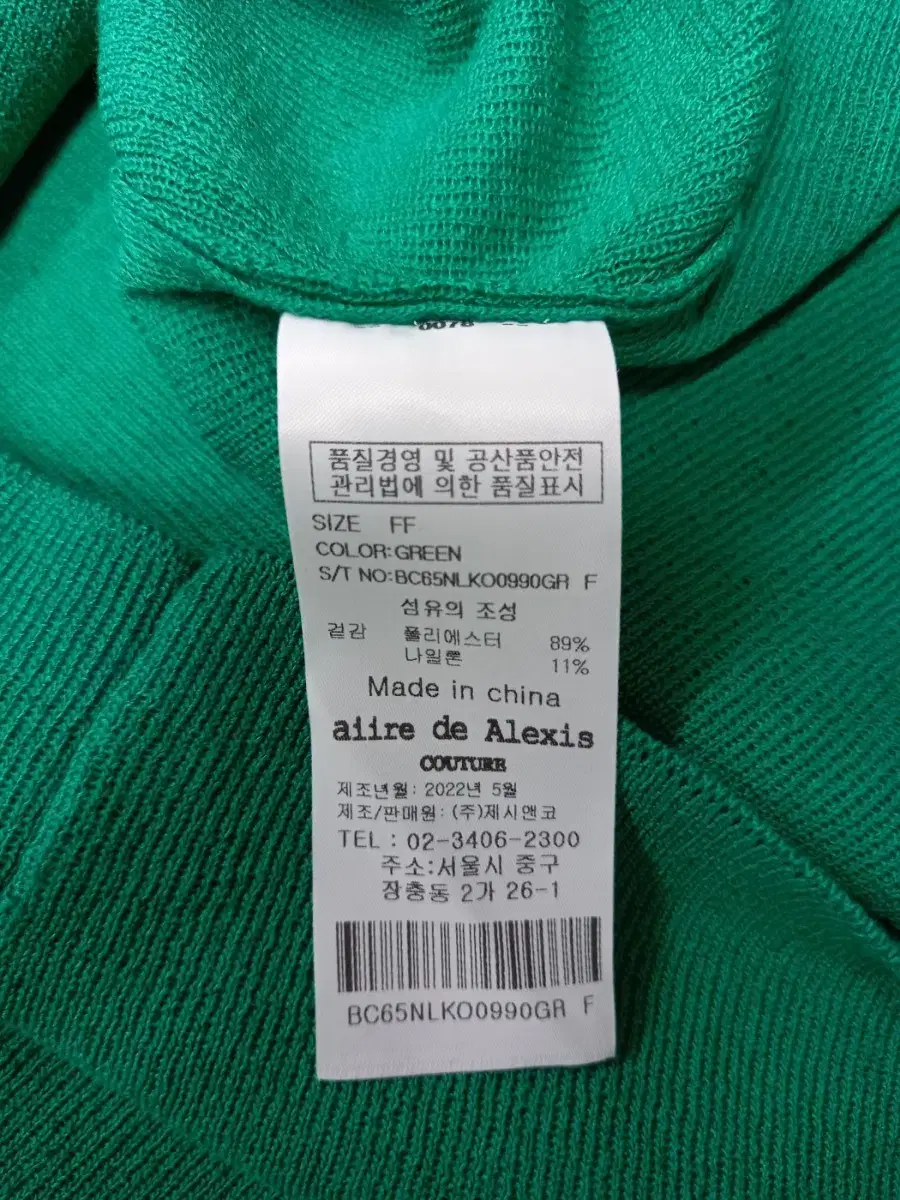 품질경영 및 공산품안전
관리법에 의한 품질표시
SIZE FF
COLOR:GREEN
S/T NO:BC65NLKO0990GR F
섬유의 조성
겉감 폴리에스터 89%
나일론 11%
Made in china
aiire de Alexis
COUTURE
제조년월: 2022년 5월
제조/판매원: (주)제시앤코
TEL : 02-3406-2300
주소:서울시 중구
장충동 2가 26-1
BC65NLKO0990GR F